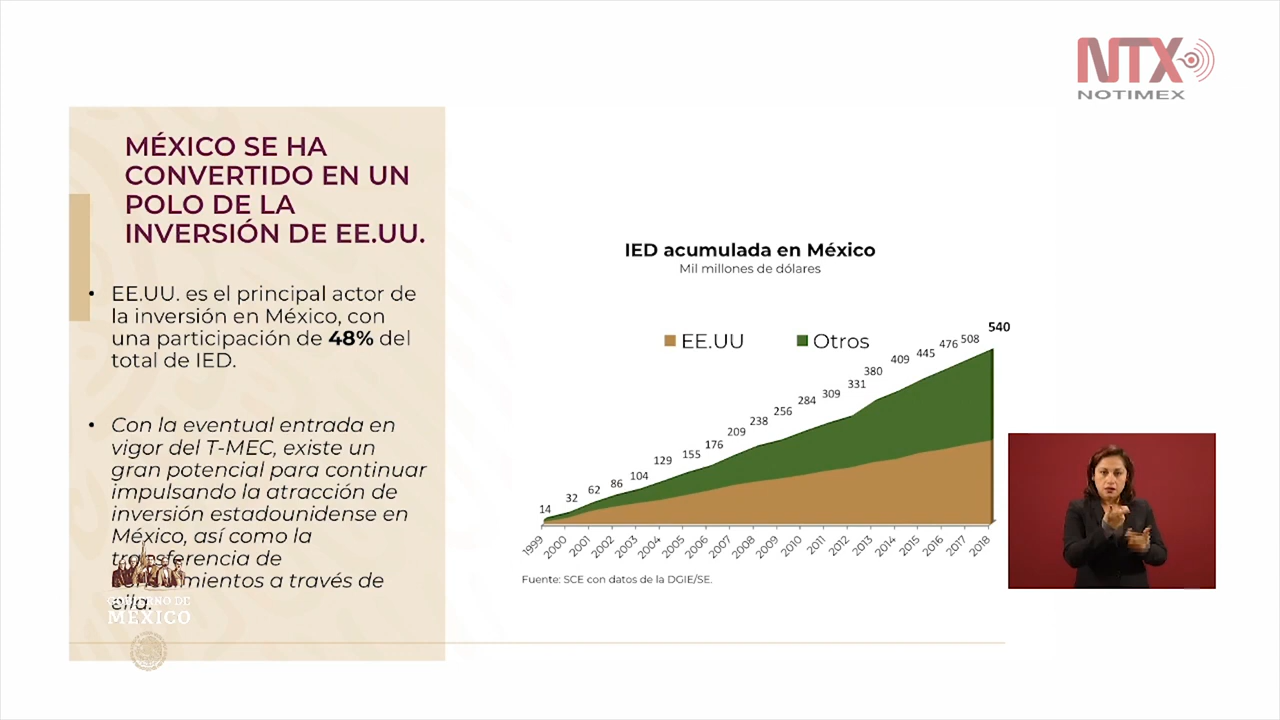 NTX
NOTIMEX
MÉXICO SE HA
CONVERTIDO EN UN
POLO DE LA
INVERSIÓN DE EE.UU.
• EE.UU. es el principal actor de
la inversión en México, con
una participación de 48% del
total de IED.
• Con la eventual entrada en
vigor del T-MEC, existe un
gran potencial para continuar
impulsando la atracción de
inversión estadounidense en
México, así como la
transferencia de
a través de
ella.
GOBIERNO DE
MÉXICO
IED acumulada en México
Mil millones de dólares
EE.UU Otros
14 32 62 86 104 129 155 176 209 238 256 284 309 331 380 409 445 476 508 540
1999 2000 2001 2002 2003 2004 2005 2006 2007 2008 2009 2010 2011 2012 2013 2014 2015 2016 2017 2018
Fuente: SCE con datos de la DGIE/SE.